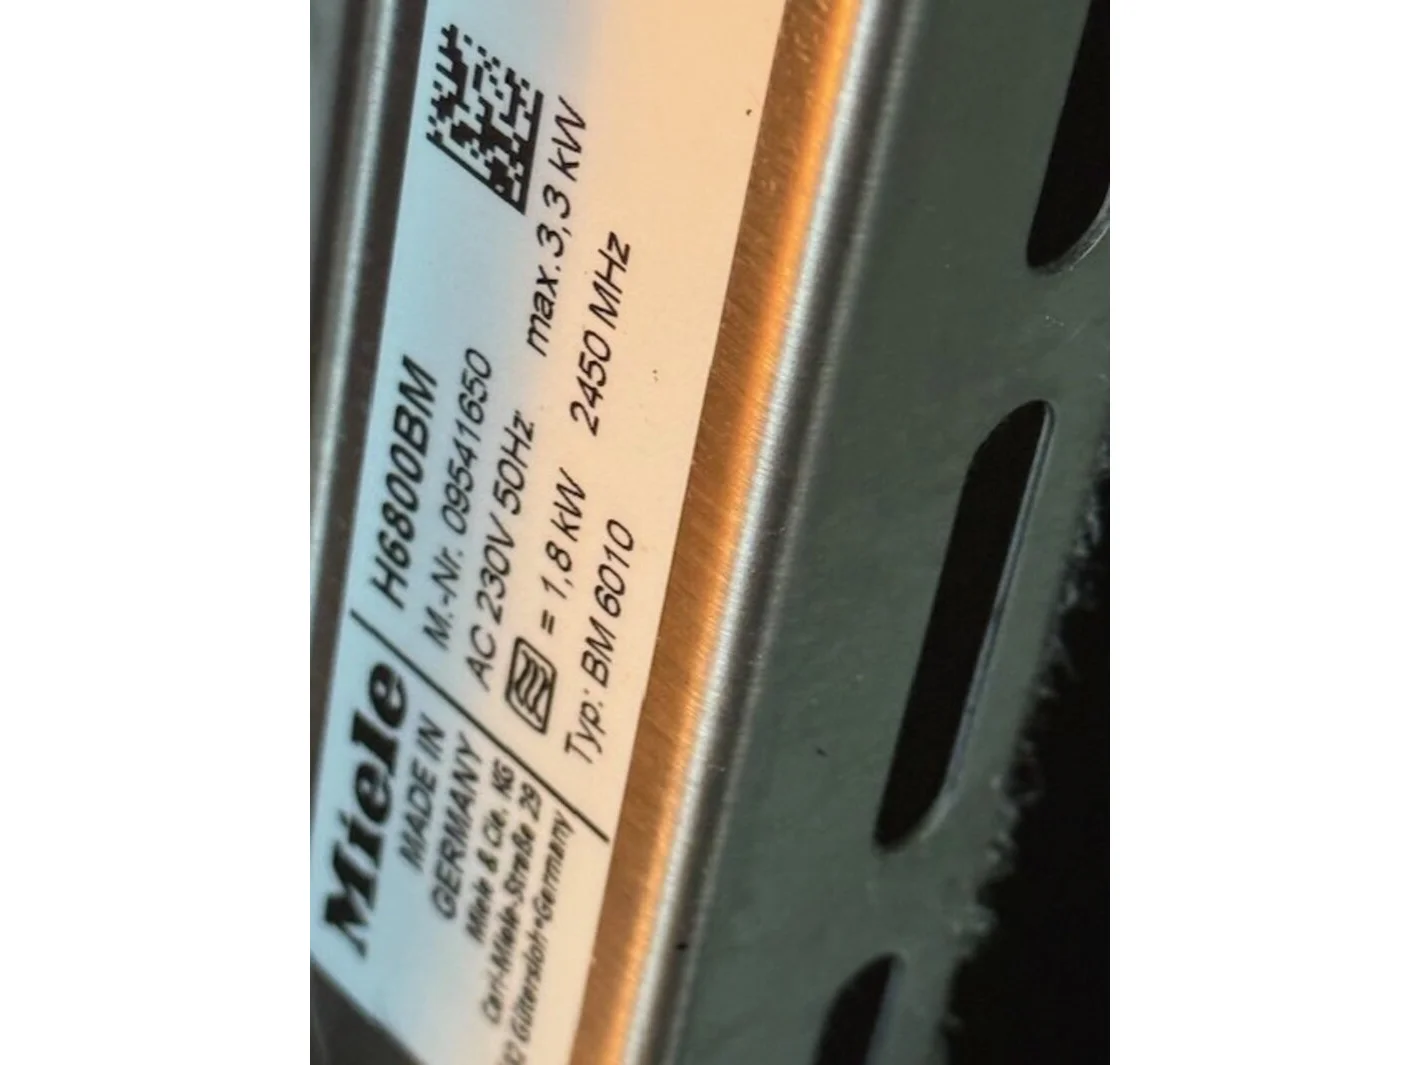 Miele
MADE IN
GERMANY
Miele & Cie. KG
Carl-Miele-Straße 29
Gütersloh•Germany
H6800BM
M.-Nr. 09541650
AC 230V 50Hz max.3,3 kW
= 1,8 kW 2450 MHz
Typ: BM 6010